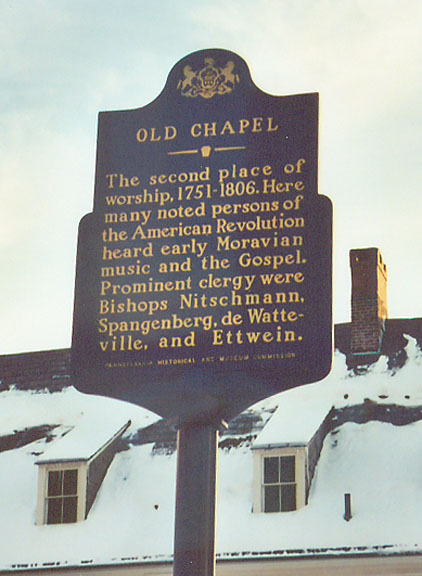 OLD CHAPEL
The second place of
worship, 1751-1806. Here
many noted persons of
the American Revolution
heard early Moravian
music and the Gospel.
Prominent clergy were
Bishops Nitschmann,
Spangenberg, de Watte-
ville, and Ettwein.
PENNSYLVANIA HISTORICAL AND MUSEUM COMMISSION